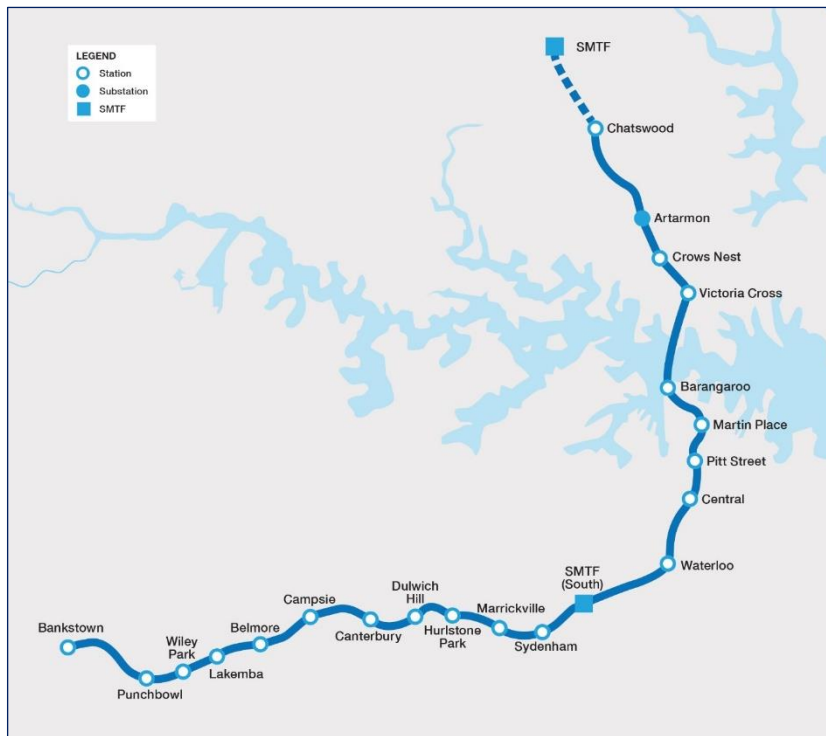 LEGEND
Station
Substation
SMTF
SMTF
Chatswood
Artarmon
Crows Nest
Victoria Cross
Barangaroo
Martin Place
Pitt Street
Central
Waterloo
SMTF
(South)
Sydenham
Marrickville
Hurlstone
Park
Dulwich
Hill
Canterbury
Campsie
Belmore
Lakemba
Wiley
Park
Punchbowl
Bankstown